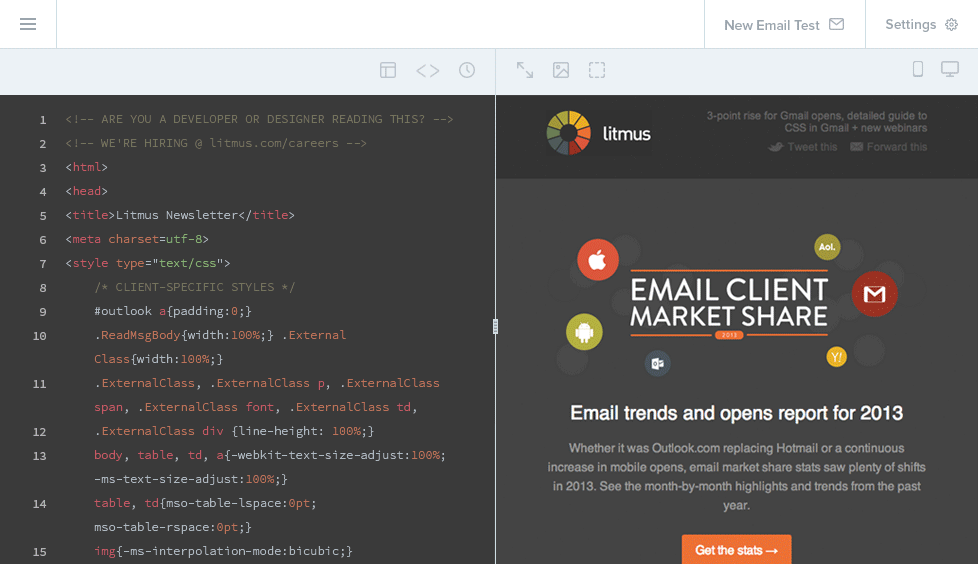 New Email Test
Settings
1 <!-- ARE YOU A DEVELOPER OR DESIGNER READING THIS? -->
2 <!-- WE'RE HIRING @ litmus.com/careers -->
3 <html>
4 <head>
5 <title>Litmus Newsletter</title>
6 <meta charset=utf-8>
7 <style type="text/css">
8 /* CLIENT-SPECIFIC STYLES */
9 #outlook a{padding:0;}
10 .ReadMsgBody{width:100%;} .External
Class{width:100%;}
11 .ExternalClass, .ExternalClass p, .ExternalClass
span, .ExternalClass font, .ExternalClass td,
12 .ExternalClass div {line-height: 100%;}
13 body, table, td, a{-webkit-text-size-adjust:100%;
-ms-text-size-adjust:100%;}
14 table, td{mso-table-lspace:0pt;
mso-table-rspace:0pt;}
15 img{-ms-interpolation-mode:bicubic;}
litmus
3-point rise for Gmail opens, detailed guide to
CSS in Gmail + new webinars
Tweet this
Forward this
Aol.
EMAIL CLIENT
MARKET SHARE
2013
Y!
Email trends and opens report for 2013
Whether it was Outlook.com replacing Hotmail or a continuous
increase in mobile opens, email market share stats saw plenty of shifts
in 2013. See the month-by-month highlights and trends from the past
year.
Get the stats →